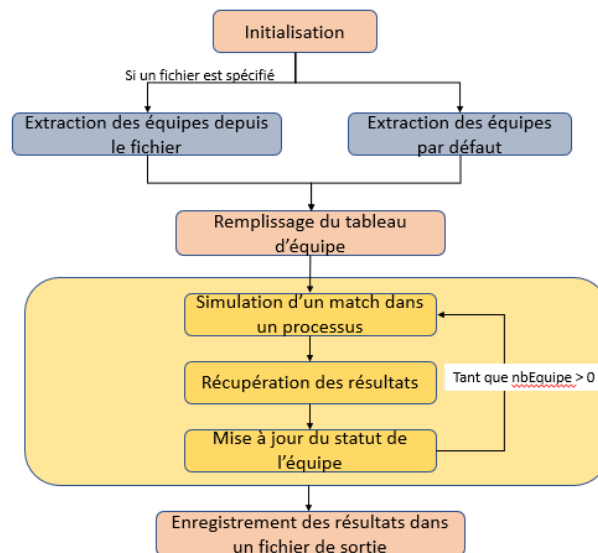 Initialisation
Si un fichier est spécifié
Extraction des équipes depuis
le fichier
Extraction des équipes
par défaut
Remplissage du tableau
d'équipe
Simulation d'un match dans
un processus
Récupération des résultats
Tant que nbEquipe > 0
Mise à jour du statut de
l'équipe
Enregistrement des résultats dans
un fichier de sortie